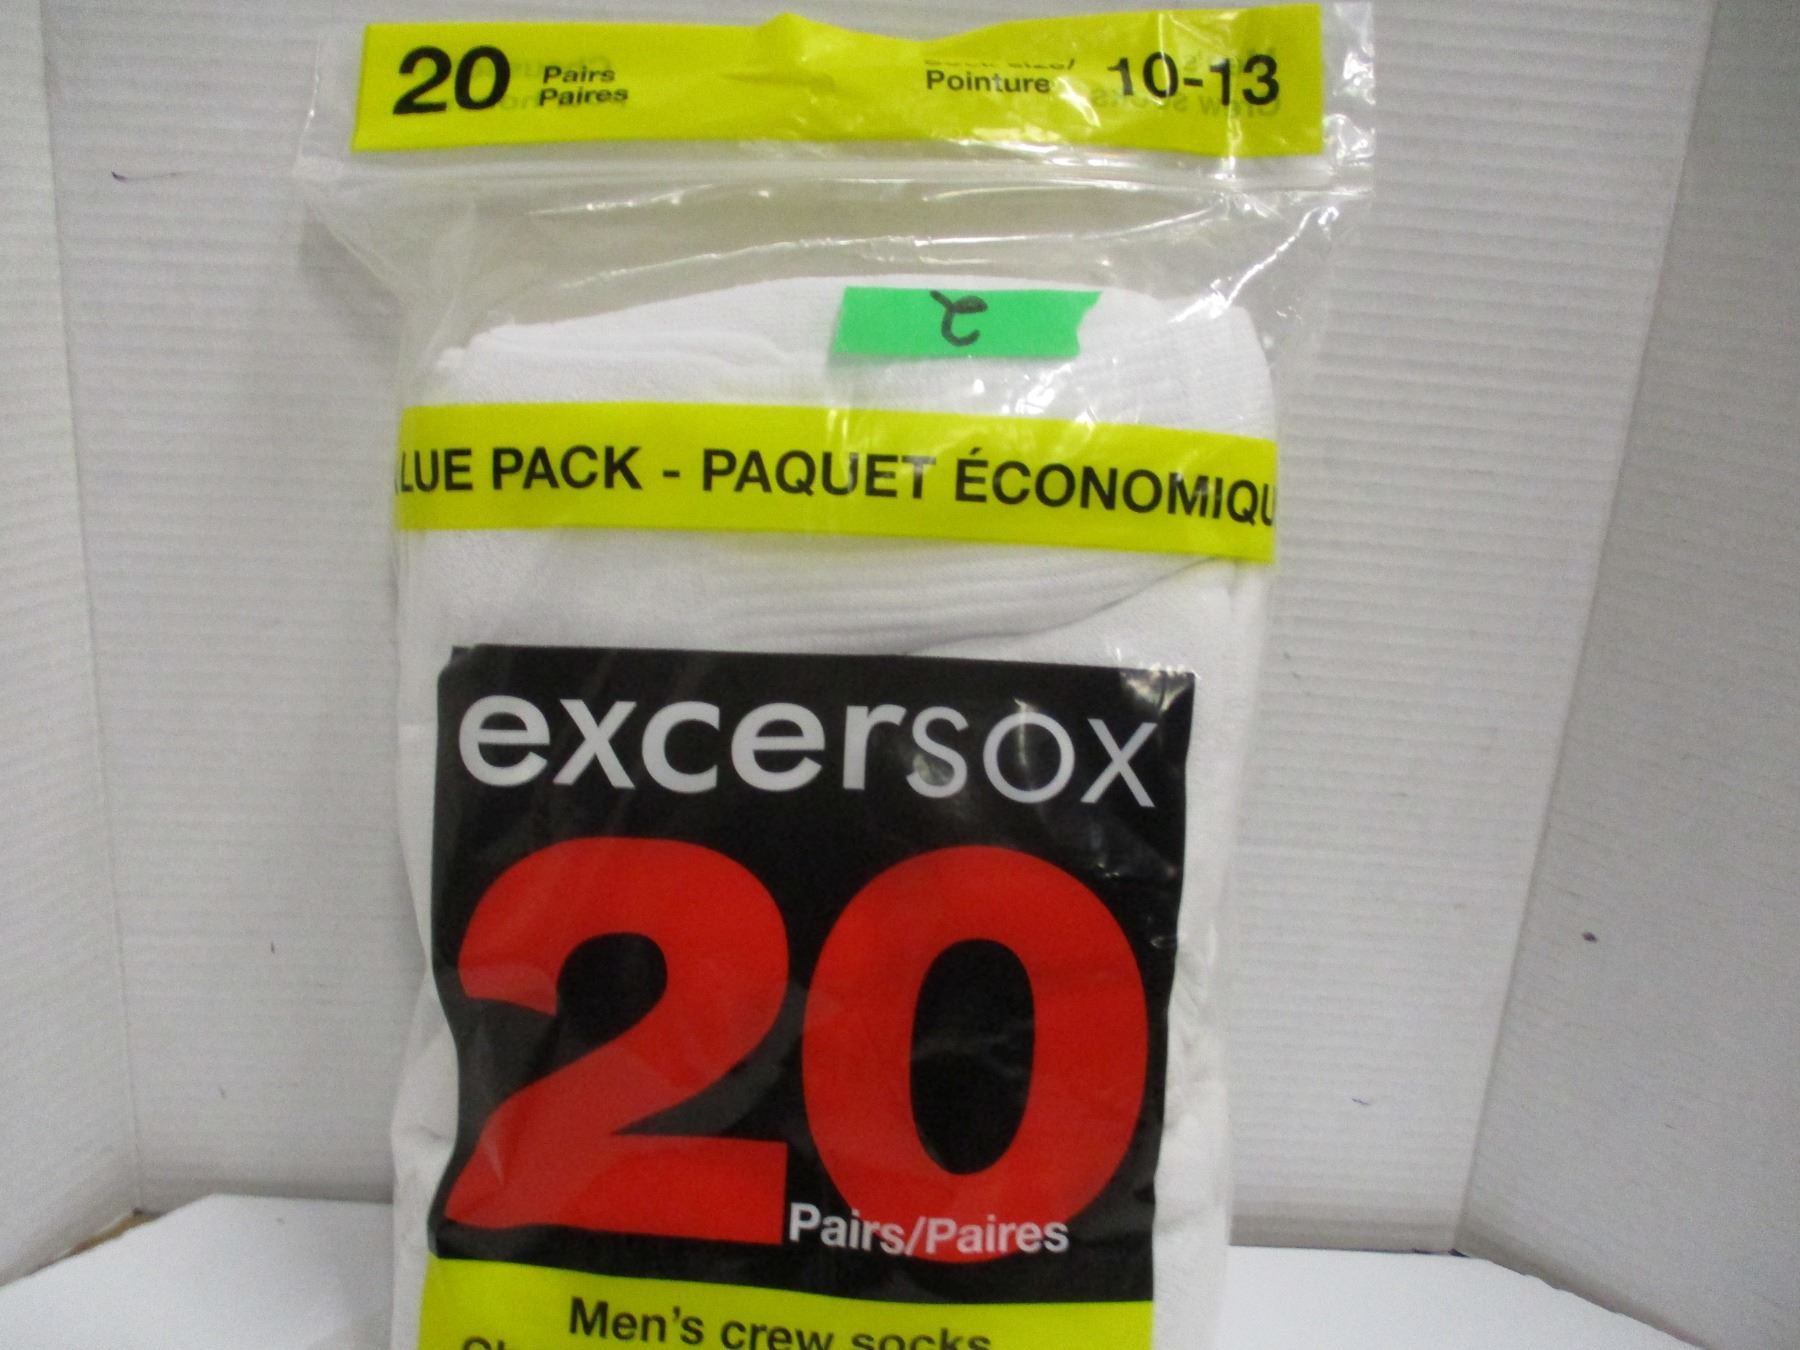 20 Pairs
Paires
Pointure 10-13
LUE PACK - PAQUET ÉCONOMIQU
excersox
20
Pairs/Paires
Men's crew socks